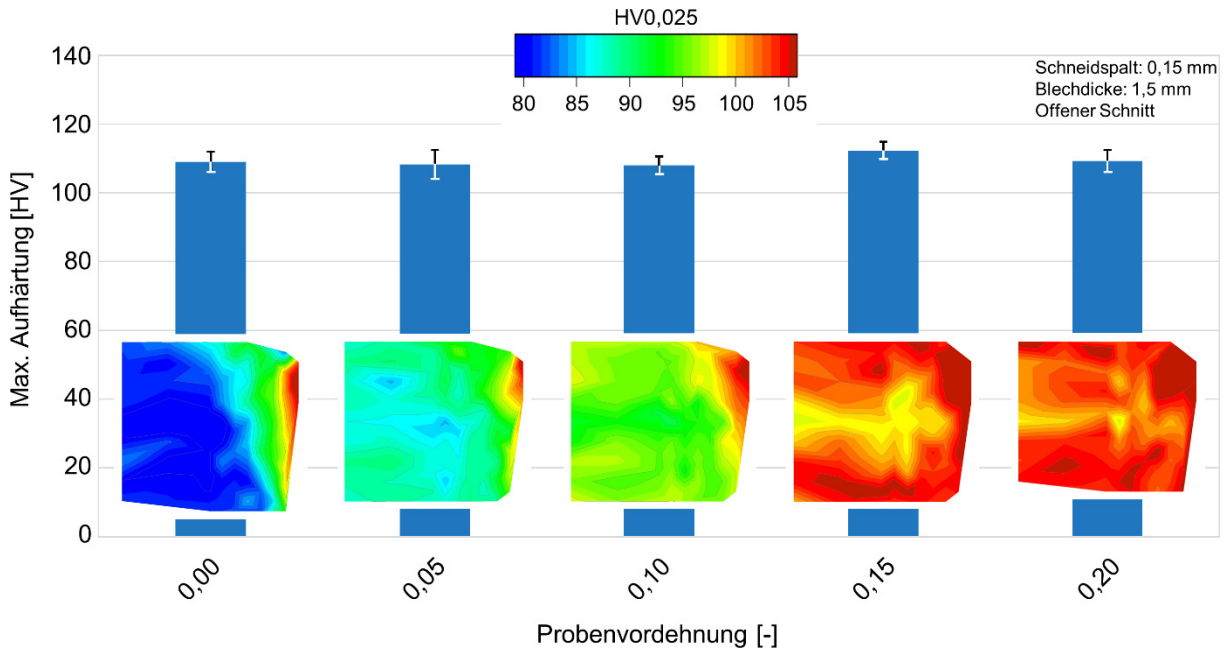 HV0,025
80 85 90 95 100 105
Schneidspalt: 0,15 mm
Blechdicke: 1,5 mm
Offener Schnitt
Max. Aufhärtung [HV]
140
120
100
80
60
40
20
0
0,00 0,05 0,10 0,15 0,20
Probenvordehnung [-]